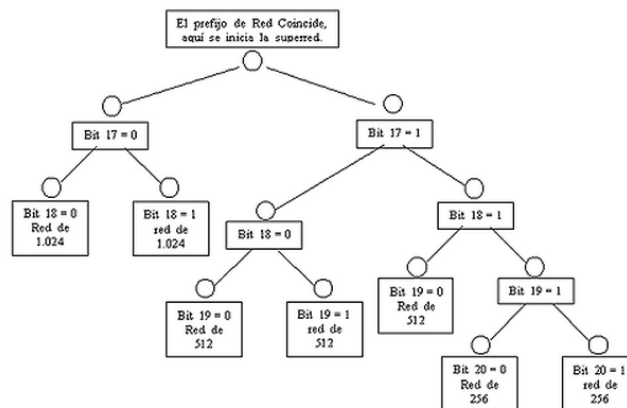 El prefijo de Red Coincide,
aquí se inicia la superred.
Bit 17 = 0
Bit 17 = 1
Bit 18 = 0
Red de
1.024
Bit 18 = 1
red de
1.024
Bit 18 = 0
Bit 18 = 1
Bit 19 = 0
Red de
512
Bit 19 = 1
red de
512
Bit 19 = 0
Red de
512
Bit 19 = 1
Bit 20 = 0
Red de
256
Bit 20 = 1
red de
256